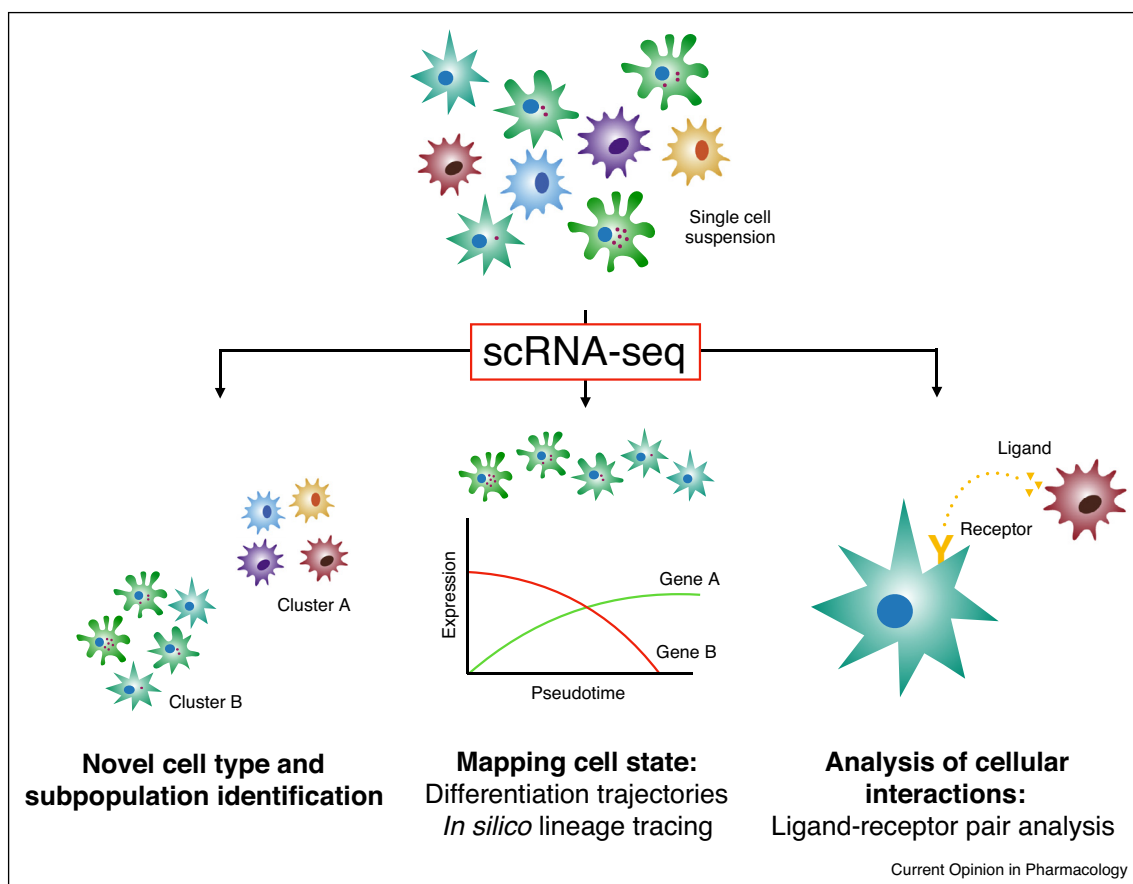 Single cell
suspension
scRNA-seq
Cluster A
Cluster B
Expression
Gene A
Gene B
Pseudotime
Ligand
Receptor
Novel cell type and
subpopulation identification
Mapping cell state:
Differentiation trajectories
In silico lineage tracing
Analysis of cellular
interactions:
Ligand-receptor pair analysis
Current Opinion in Pharmacology